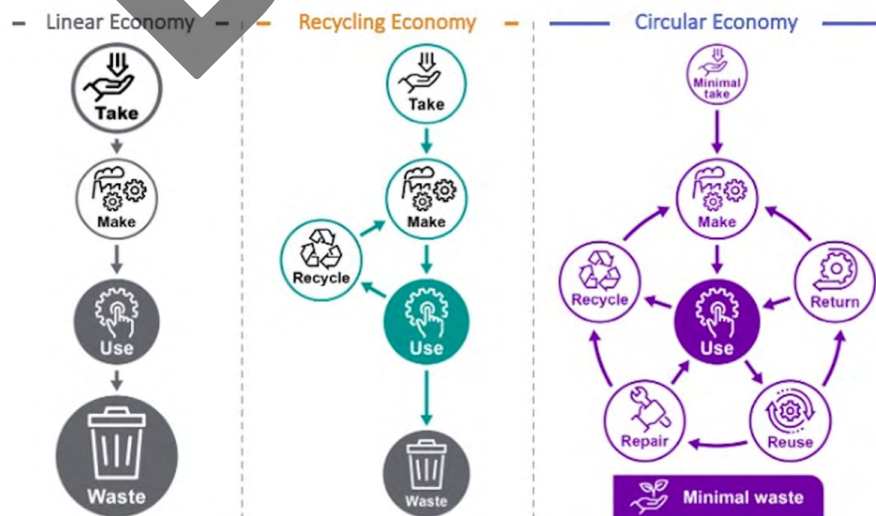 Linear Economy
Take
Make
Use
Waste
Recycling Economy
Take
Make
Recycle
Use
Waste
Circular Economy
Minimal
take
Make
Recycle
Return
Use
Repair
Reuse
Minimal waste